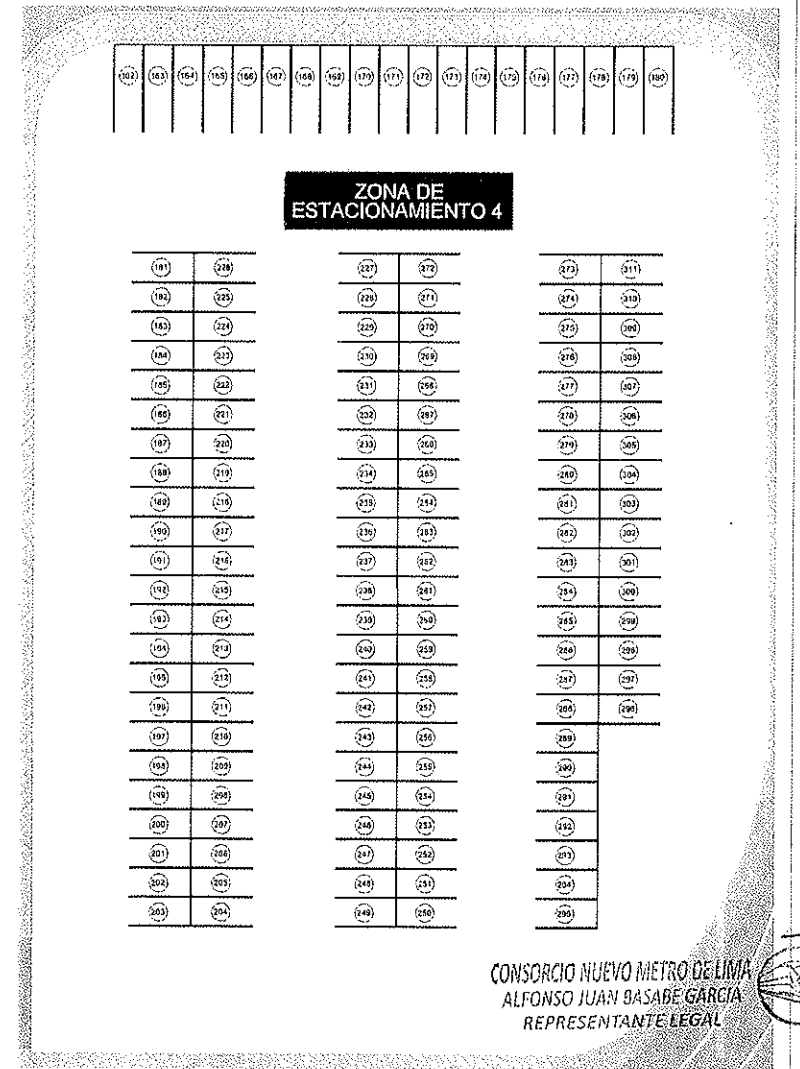 162 163 164 165 166 167 168 169 170 171 172 173 174 175 176 177 178 179 180
ZONA DE
ESTACIONAMIENTO 4
181 226 227 272 273 311
182 225 228 271 274 310
183 224 229 270 275 309
184 223 230 269 276 308
185 222 231 268 277 307
186 221 232 267 278 306
187 220 233 266 279 305
188 219 234 265 280 304
189 218 235 264 281 303
190 217 236 263 282 302
191 216 237 262 283 301
192 215 238 261 284 300
193 214 239 260 285 299
194 213 240 259 286 298
195 212 241 258 287 297
196 211 242 257 288 296
197 210 243 256 289
198 209 244 255 290
199 208 245 254 291
200 207 246 253 292
201 206 247 252 293
202 205 248 251 294
203 204 249 250 295
CONSORCIO NUEVO METRO DE LIMA
ALFONSO JUAN BASABE GARCIA
REPRESENTANTE LEGAL